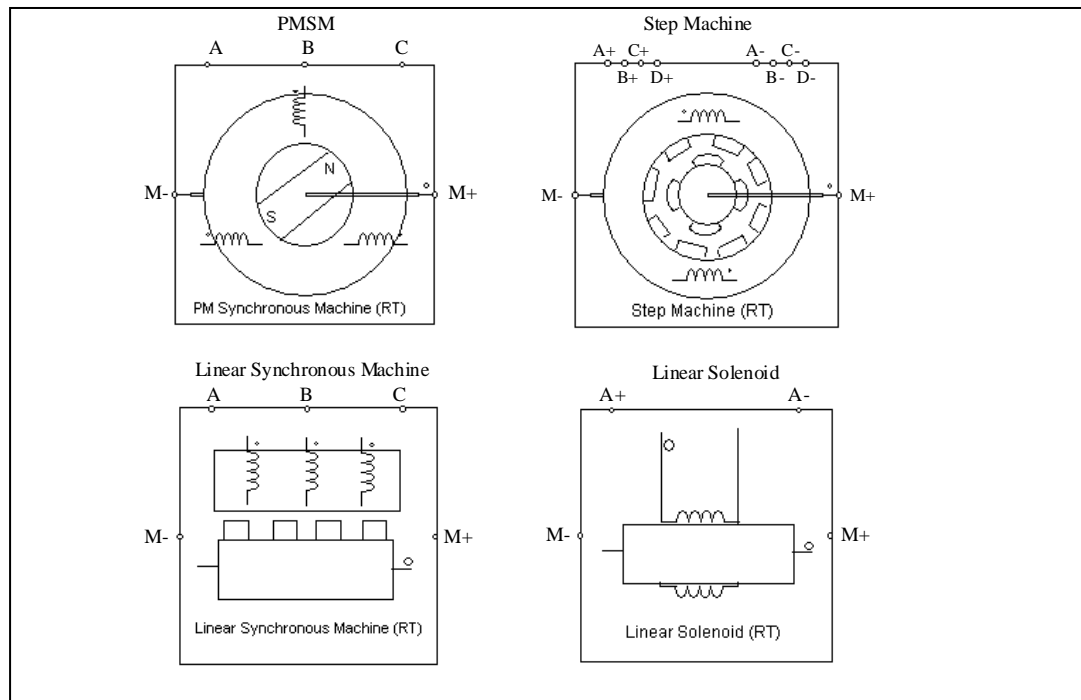 PMSM
A B C
M- M+
N
S
PM Synchronous Machine (RT)
Step Machine
A+ C+ A- C-
B+ D+ B- D-
M- M+
Step Machine (RT)
Linear Synchronous Machine
A B C
M- M+
Linear Synchronous Machine (RT)
Linear Solenoid
A+ A-
M- M+
Linear Solenoid (RT)